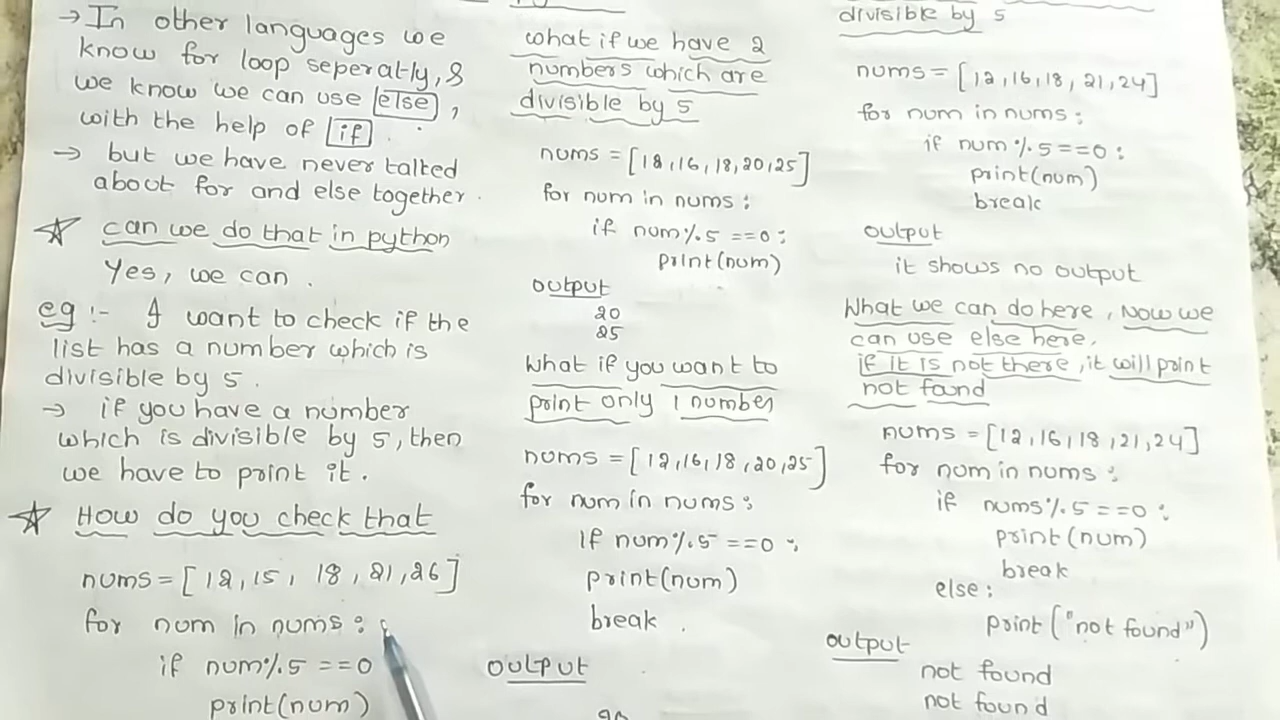 → In other languages we
know for loop seperatly, &
we know we can use else,
with the help of if.
→ but we have never talted
about for and else together.
☆ can we do that in python
Yes, we can.
eg:- I want to check if the
list has a number which is
divisible by 5.
→ if you have a number
which is divisible by 5, then
we have to print it.
☆ How do you check that
nums = [12,15, 18, 21,26]
for num in nums:
if num%5 ==0
print(num)
what if we have 2
numbers which are
divisible by 5
nums = [18,16,18,20,25]
for num in nums:
if num%5 ==0:
print(num)
output
20
25
What if you want to
print only 1 number
nums = [12,16,18,20,25]
for num in nums:
If num%5 ==0:
print(num)
break.
output
divisible by 5
nums = [12,16,18, 21,24]
for num in nums:
if num%5==0:
print(num)
break
output
it shows no output
What we can do here, Now we
can use else here,
if it is not there, it will print
not found
nums = [12,16,18,21,24]
for num in nums:
if nums%5==0:
print(num)
break
else:
print("not found")
output
not found
not found